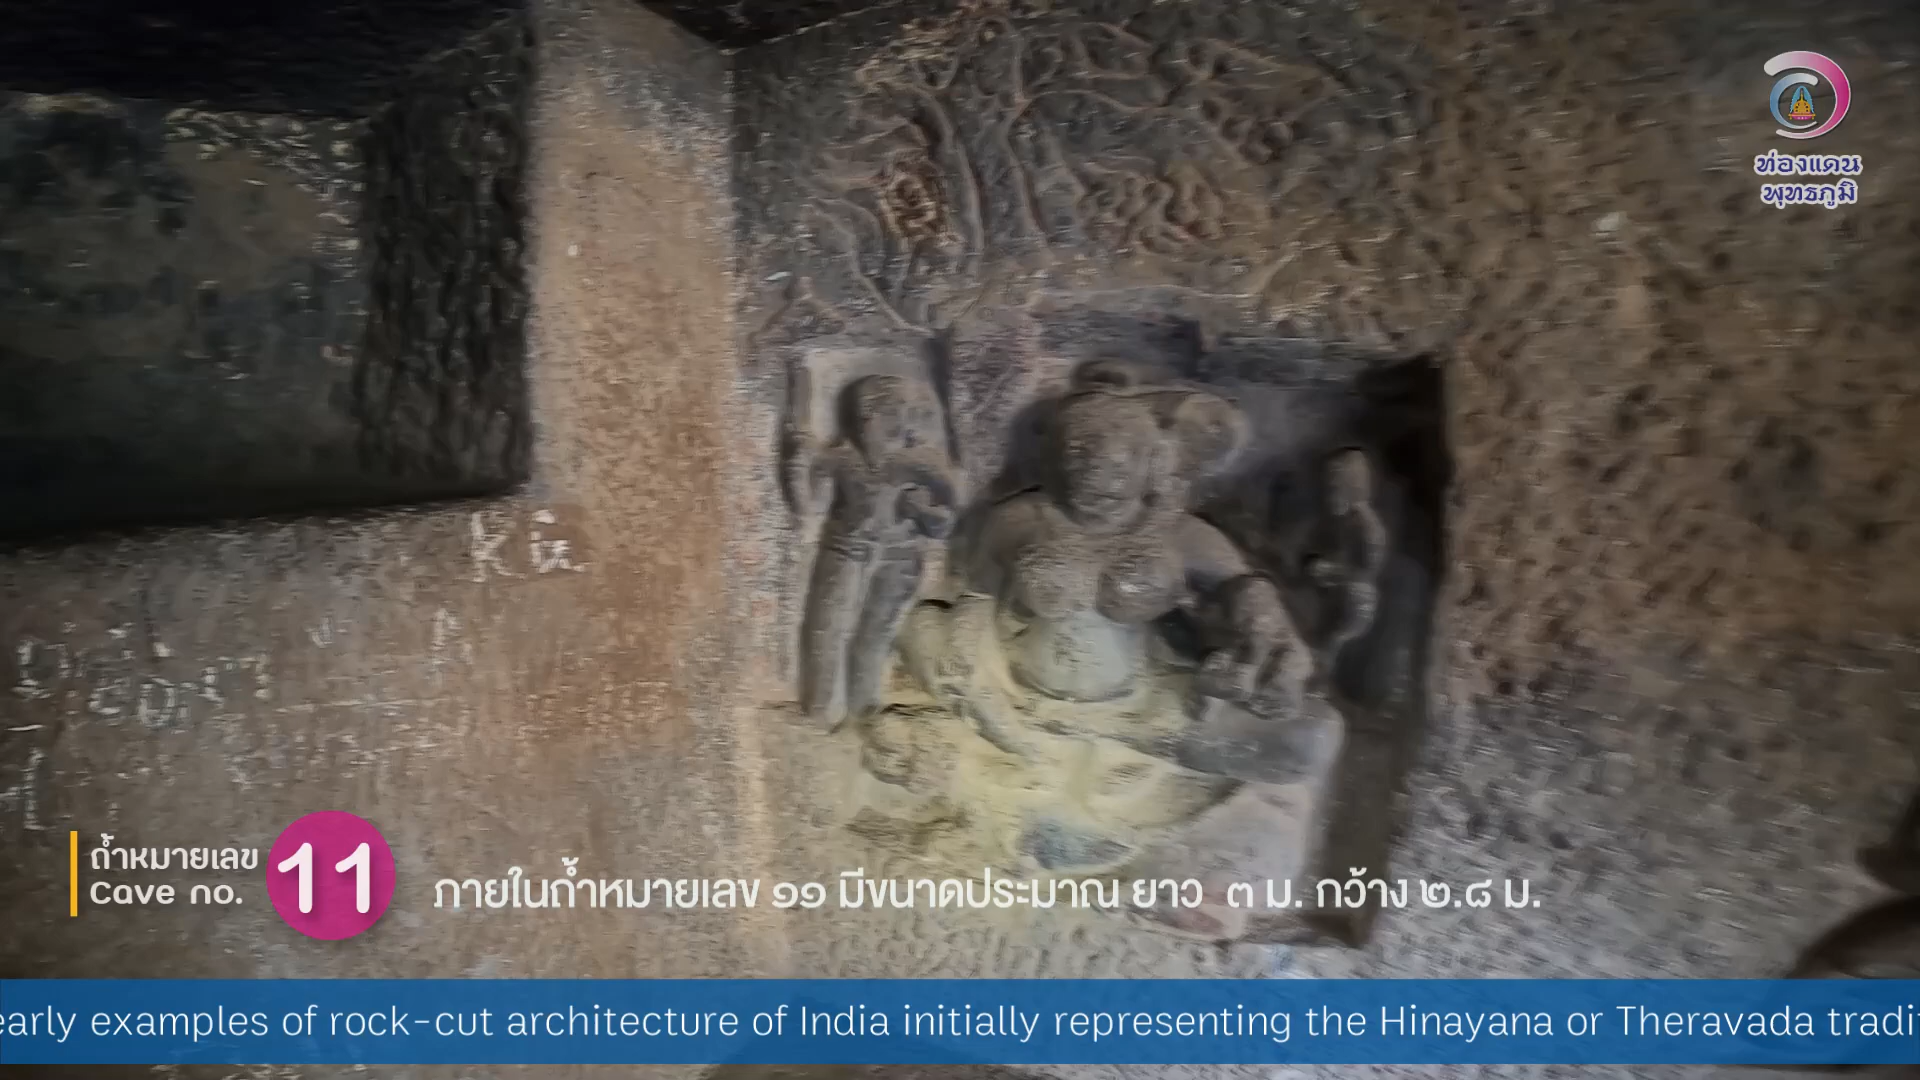 ท่องแดน
พุทธภูมิ
ถ้ำหมายเลข
Cave no.
11
ภายในถ้ำหมายเลข ๑๑ มีขนาดประมาณ ยาว ๓ ม. กว้าง ๒.๘ ม.
early examples of rock-cut architecture of India initially representing the Hinayana or Theravada tradit